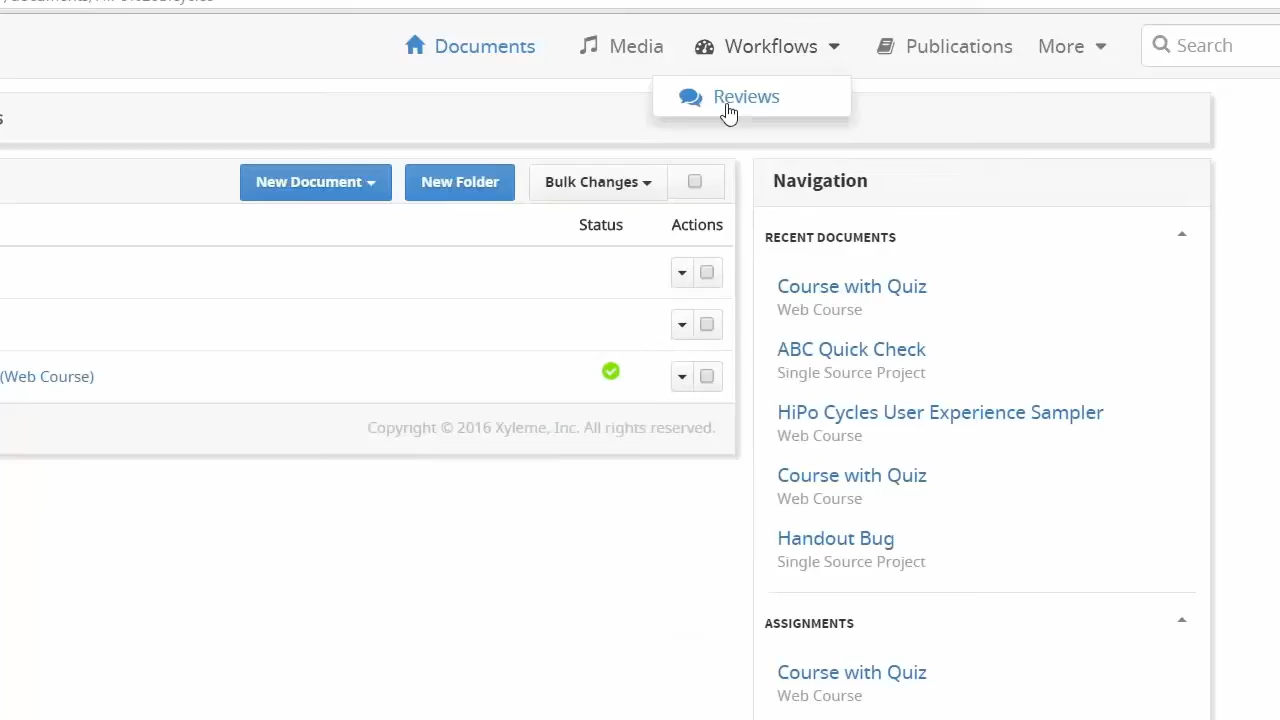 Documents
Media
Workflows
Publications
More
Search
Reviews
s
New Document
New Folder
Bulk Changes
Status
Actions
(Web Course)
Copyright © 2016 Xyleme, Inc. All rights reserved.
Navigation
RECENT DOCUMENTS
Course with Quiz
Web Course
ABC Quick Check
Single Source Project
HiPo Cycles User Experience Sampler
Web Course
Course with Quiz
Web Course
Handout Bug
Single Source Project
ASSIGNMENTS
Course with Quiz
Web Course